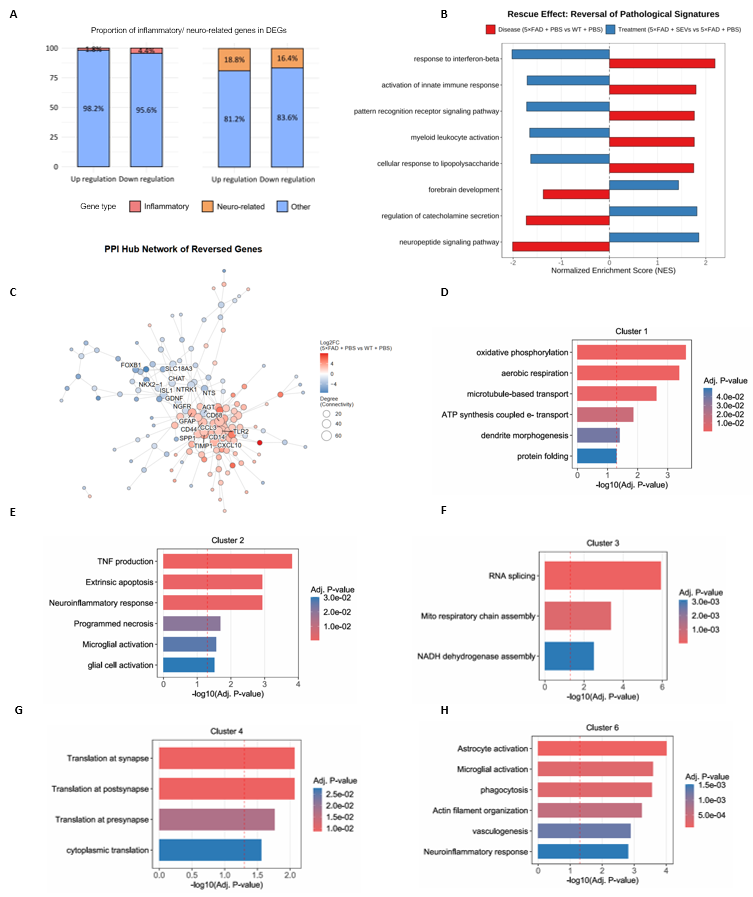 A
Proportion of inflammatory/ neuro-related genes in DEGs
100
75
50
25
0
1.8%
98.2%
4.4%
95.6%
18.8%
81.2%
16.4%
83.6%
Up regulation Down regulation
Up regulation Down regulation
Gene type Inflammatory Neuro-related Other
B
Rescue Effect: Reversal of Pathological Signatures
Disease (5×FAD + PBS vs WT + PBS) Treatment (5×FAD + SEVs vs 5×FAD + PBS)
response to interferon-beta
activation of innate immune response
pattern recognition receptor signaling pathway
myeloid leukocyte activation
cellular response to lipopolysaccharide
forebrain development
regulation of catecholamine secretion
neuropeptide signaling pathway
-2 -1 0 1 2
Normalized Enrichment Score (NES)
PPI Hub Network of Reversed Genes
C
FOXB1
SLC18A3
CHAT
NKX2−1
ISL1
NTRK1
NTS
GDNF
NGFR
AGT
CD68
GFAP
CCL3
CD44
TLR2
SPP1
CD14
TIMP1
CXCL10
Log2FC
(5×FAD + PBS vs WT + PBS)
8
4
0
−4
Degree
(Connectivity)
20
40
60
D
Cluster 1
oxidative phosphorylation
aerobic respiration
microtubule-based transport
ATP synthesis coupled e- transport
dendrite morphogenesis
protein folding
0 1 2 3
-log10(Adj. P-value)
Adj. P-value
4.0e-02
3.0e-02
2.0e-02
1.0e-02
E
Cluster 2
TNF production
Extrinsic apoptosis
Neuroinflammatory response
Programmed necrosis
Microglial activation
glial cell activation
0 1 2 3 4
-log10(Adj. P-value)
Adj. P-value
3.0e-02
2.0e-02
1.0e-02
F
Cluster 3
RNA splicing
Mito respiratory chain assembly
NADH dehydrogenase assembly
0 2 4 6
-log10(Adj. P-value)
Adj. P-value
3.0e-03
2.0e-03
1.0e-03
G
Cluster 4
Translation at synapse
Translation at postsynapse
Translation at presynapse
cytoplasmic translation
0.0 0.5 1.0 1.5 2.0
-log10(Adj. P-value)
Adj. P-value
2.5e-02
2.0e-02
1.5e-02
1.0e-02
H
Cluster 6
Astrocyte activation
Microglial activation
phagocytosis
Actin filament organization
vasculogenesis
Neuroinflammatory response
0 1 2 3 4
-log10(Adj. P-value)
Adj. P-value
1.5e-03
1.0e-03
5.0e-04